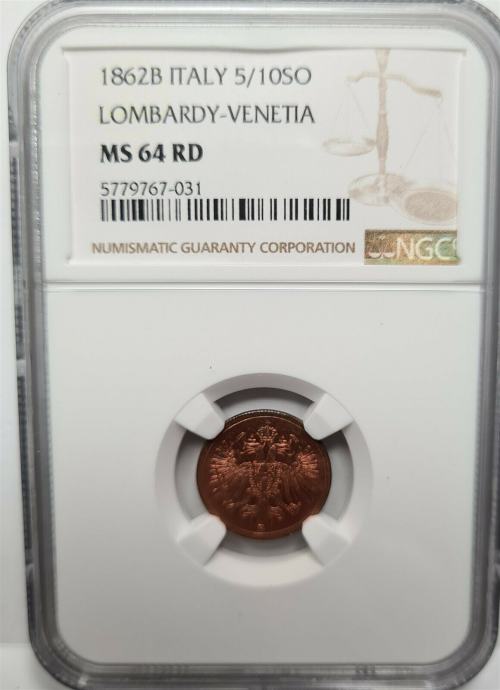 1862B ITALY 5/10SO
LOMBARDY-VENETIA
MS 64 RD
5779767-031
NUMISMATIC GUARANTY CORPORATION
NGC